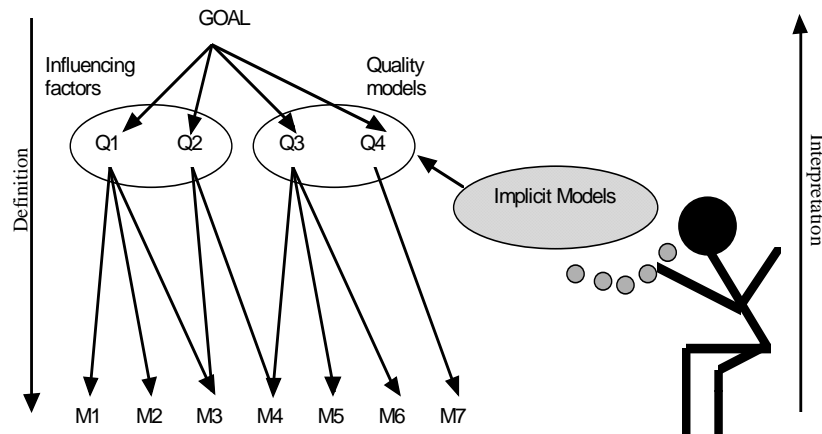 GOAL
Influencing
factors
Quality
models
Q1 Q2 Q3 Q4
Implicit Models
Definition
Interpretation
M1 M2 M3 M4 M5 M6 M7